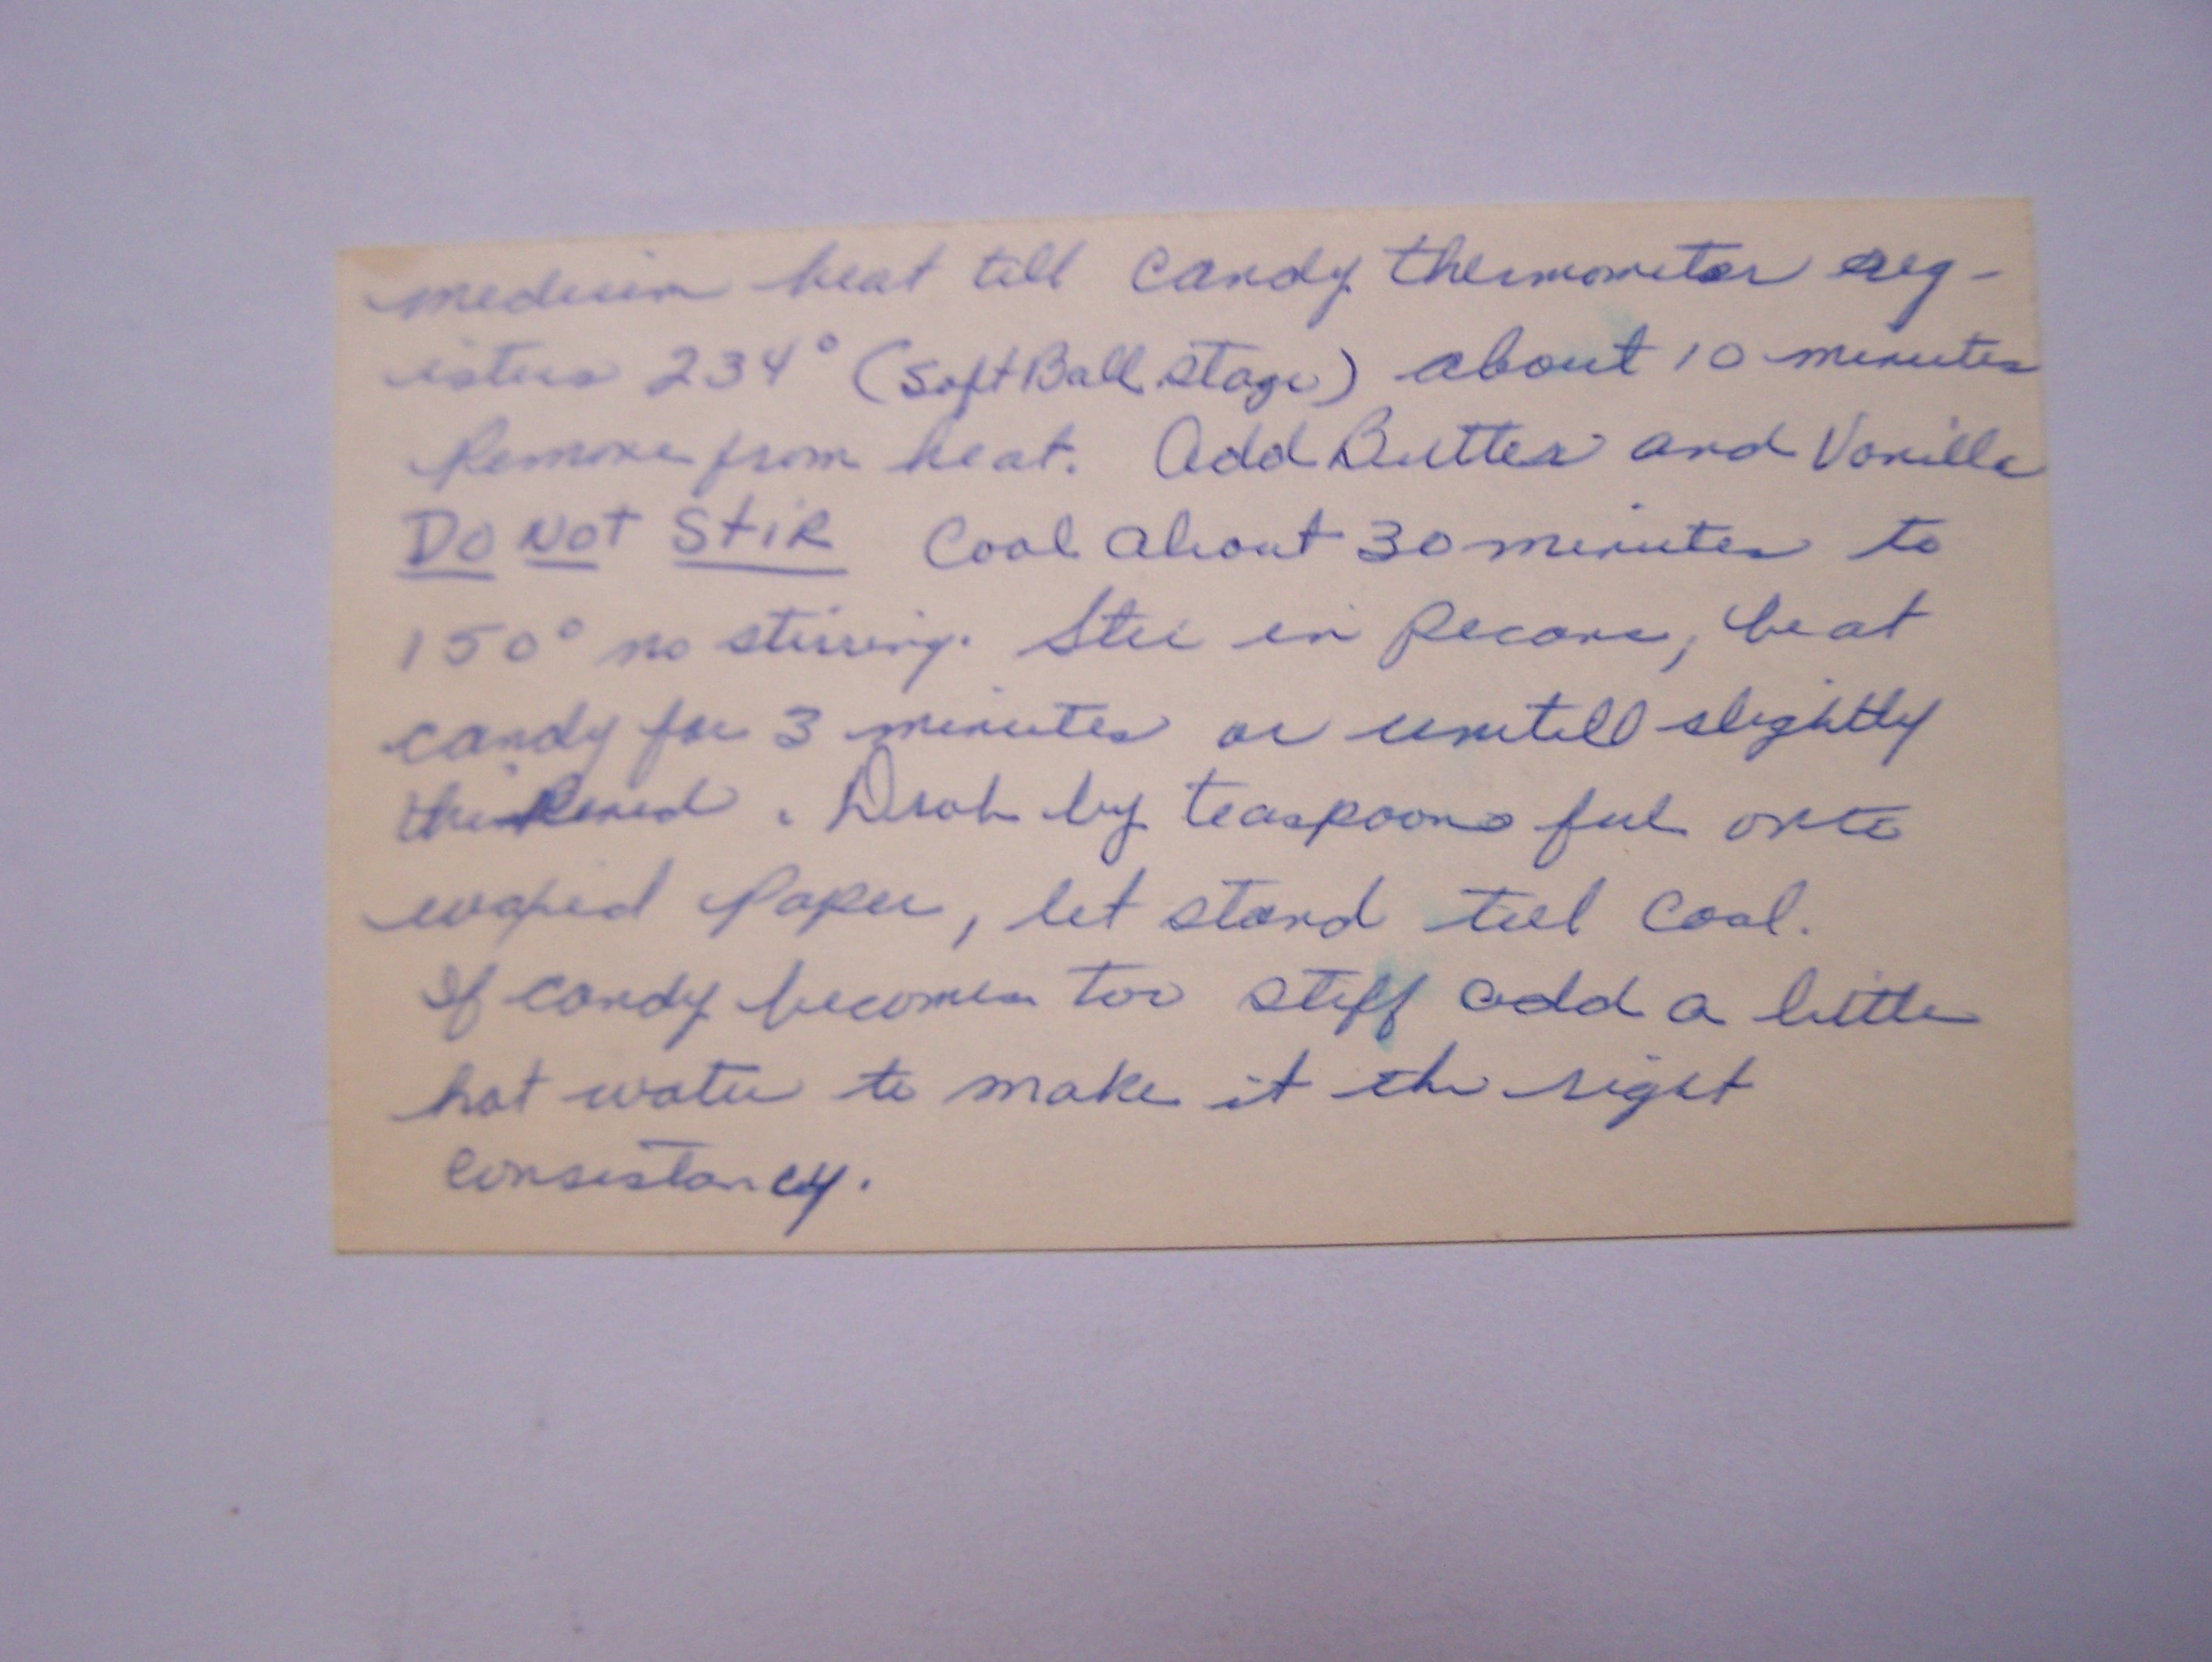 medium heat till candy thermometer reg-
isters 234° (Soft Ball stage) about 10 minutes
Remove from heat. Add Butter and Vanilla
DO NOT StiR Cool about 30 minutes to
150° no stirring. Stir in Pecans, beat
candy for 3 minutes or untill slightly
thickened. Drop by teaspoons ful onto
waxed Paper, let stand till cool.
If candy becomes too stiff add a little
hot water to make it the right
consistancy.